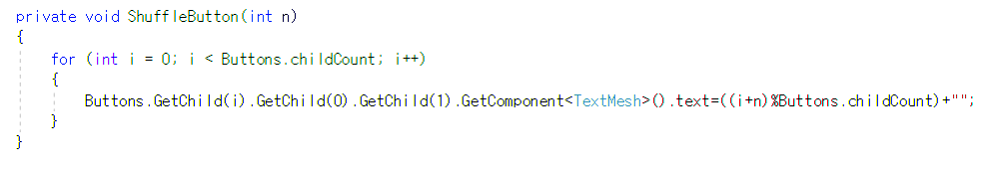 private void ShuffleButton(int n)
{
for (int i = 0; i < Buttons.childCount; i++)
{
Buttons.GetChild(i).GetChild(0).GetChild(1).GetComponent<TextMesh>().text=((i+n)%Buttons.childCount)+"";
}
}